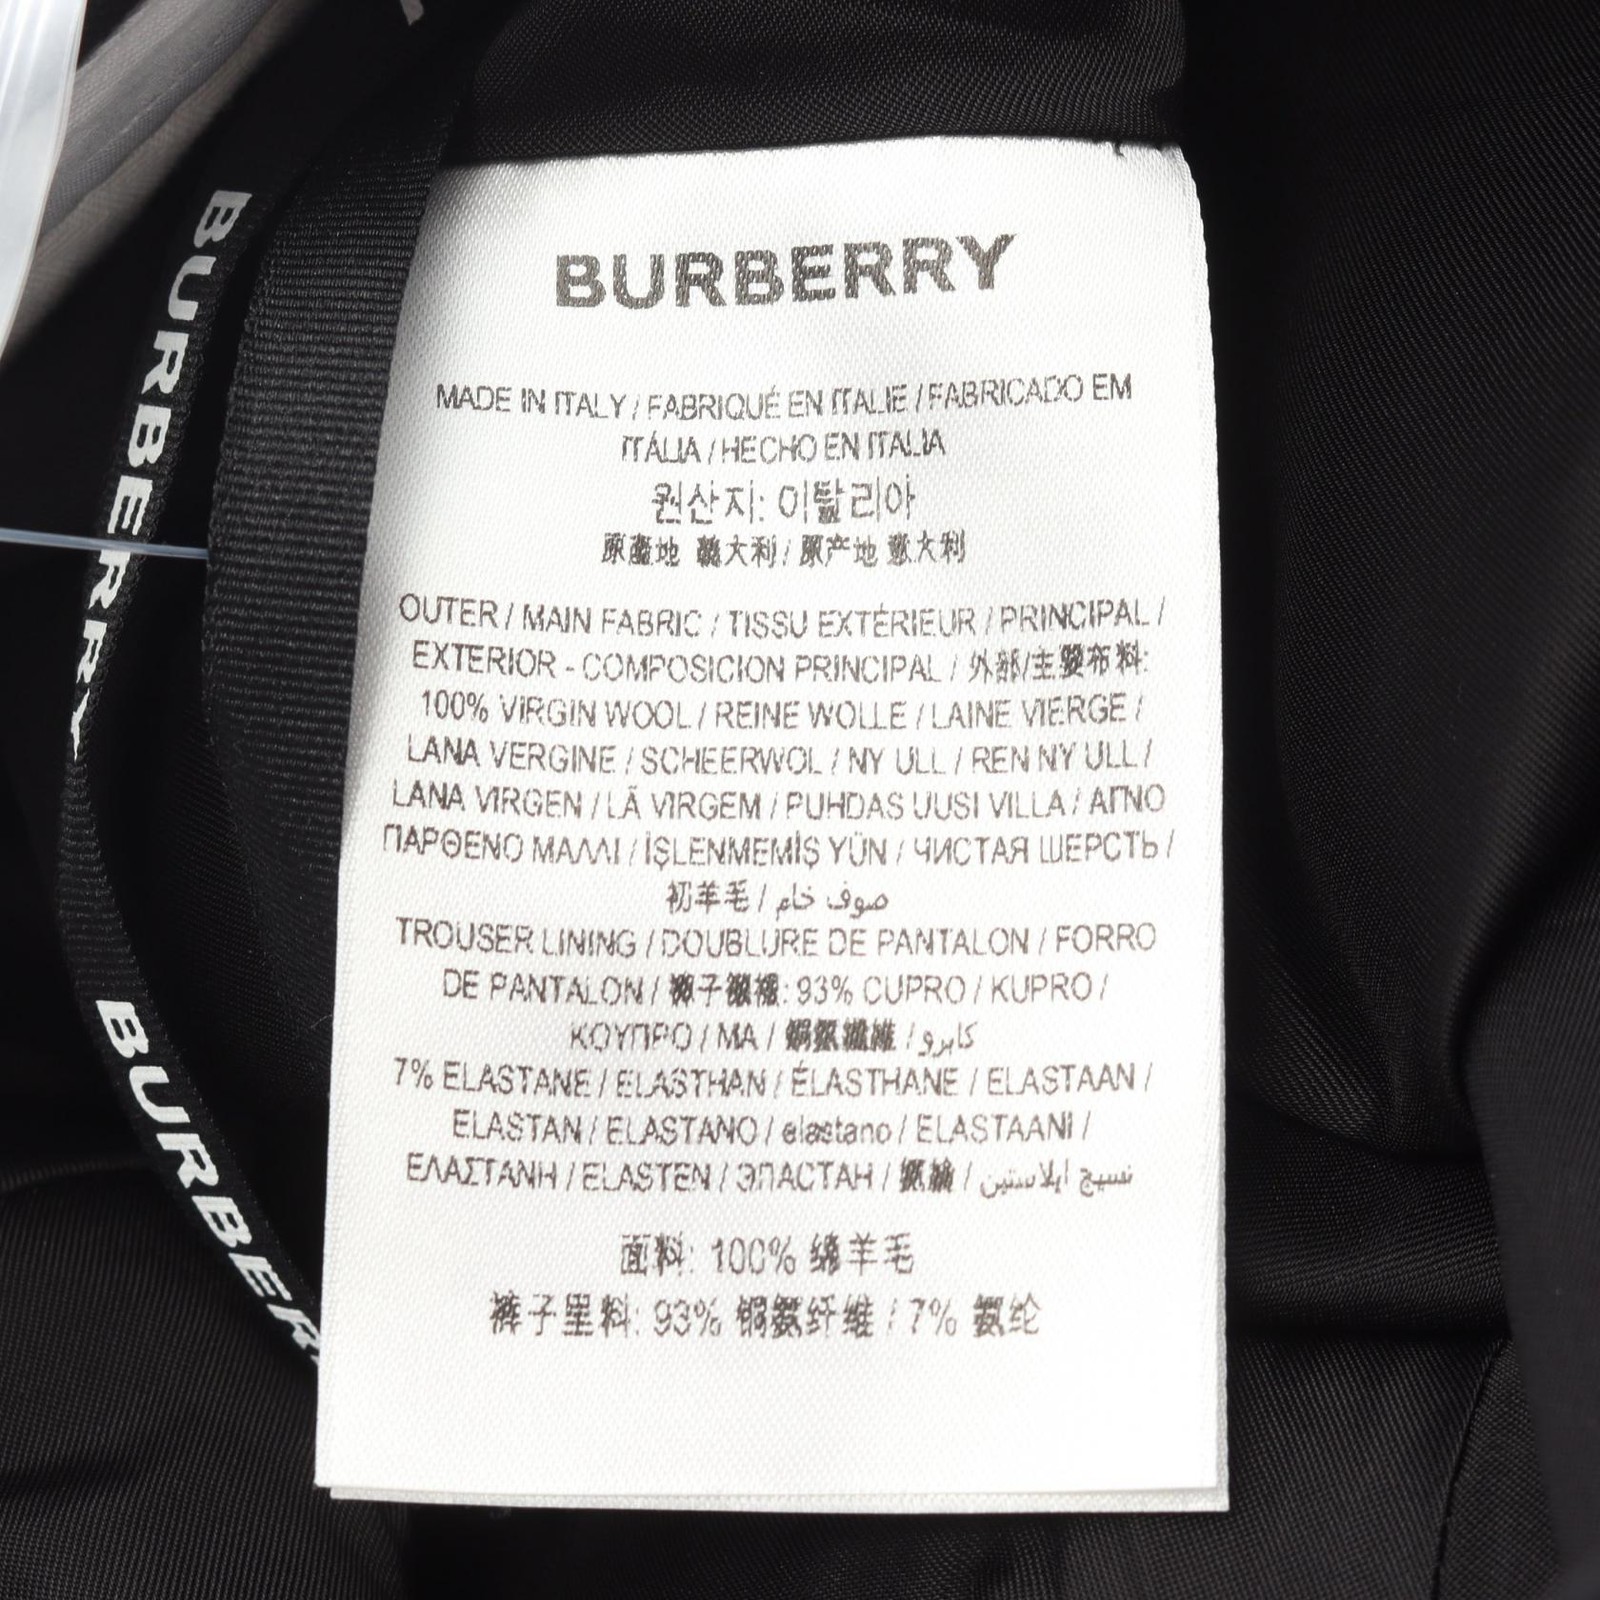 BURBERRY
MADE IN ITALY / FABRIQUÉ EN ITALIE / FABRICADO EM
ITÁLIA / HECHO EN ITALIA
원산지: 이탈리아
原產地 義大利 / 原产地 意大利
OUTER / MAIN FABRIC / TISSU EXTÉRIEUR / PRINCIPAL /
EXTERIOR - COMPOSICION PRINCIPAL / 外部/主要布料:
100% VIRGIN WOOL / REINE WOLLE / LAINE VIERGE /
LANA VERGINE / SCHEERWOL / NY ULL / REN NY ULL /
LANA VIRGEN / LÃ VIRGEM / PUHDAS UUSI VILLA / ΑΓΝΟ
ΠΑΡΘΕΝΟ ΜΑΛΛΙ / İŞLENMEMİŞ YÜN / ЧИСТАЯ ШЕРСТЬ /
初羊毛 / صوف خام
TROUSER LINING / DOUBLURE DE PANTALON / FORRO
DE PANTALON / 褲子襯裡: 93% CUPRO / KUPRO /
ΚΟΥΠΡΟ / MA / 銅氨纖維 / كابرو
7% ELASTANE / ELASTHAN / ÉLASTHANE / ELASTAAN /
ELASTAN / ELASTANO / elastano / ELASTAANI /
ΕΛΑΣΤΑΝΗ / ELASTEN / ЭЛАСТАН / 氨綸 / نسيج ايلاستين
面料: 100% 绵羊毛
裤子里料: 93% 铜氨纤维 / 7% 氨纶
BURBERRY
BURBER